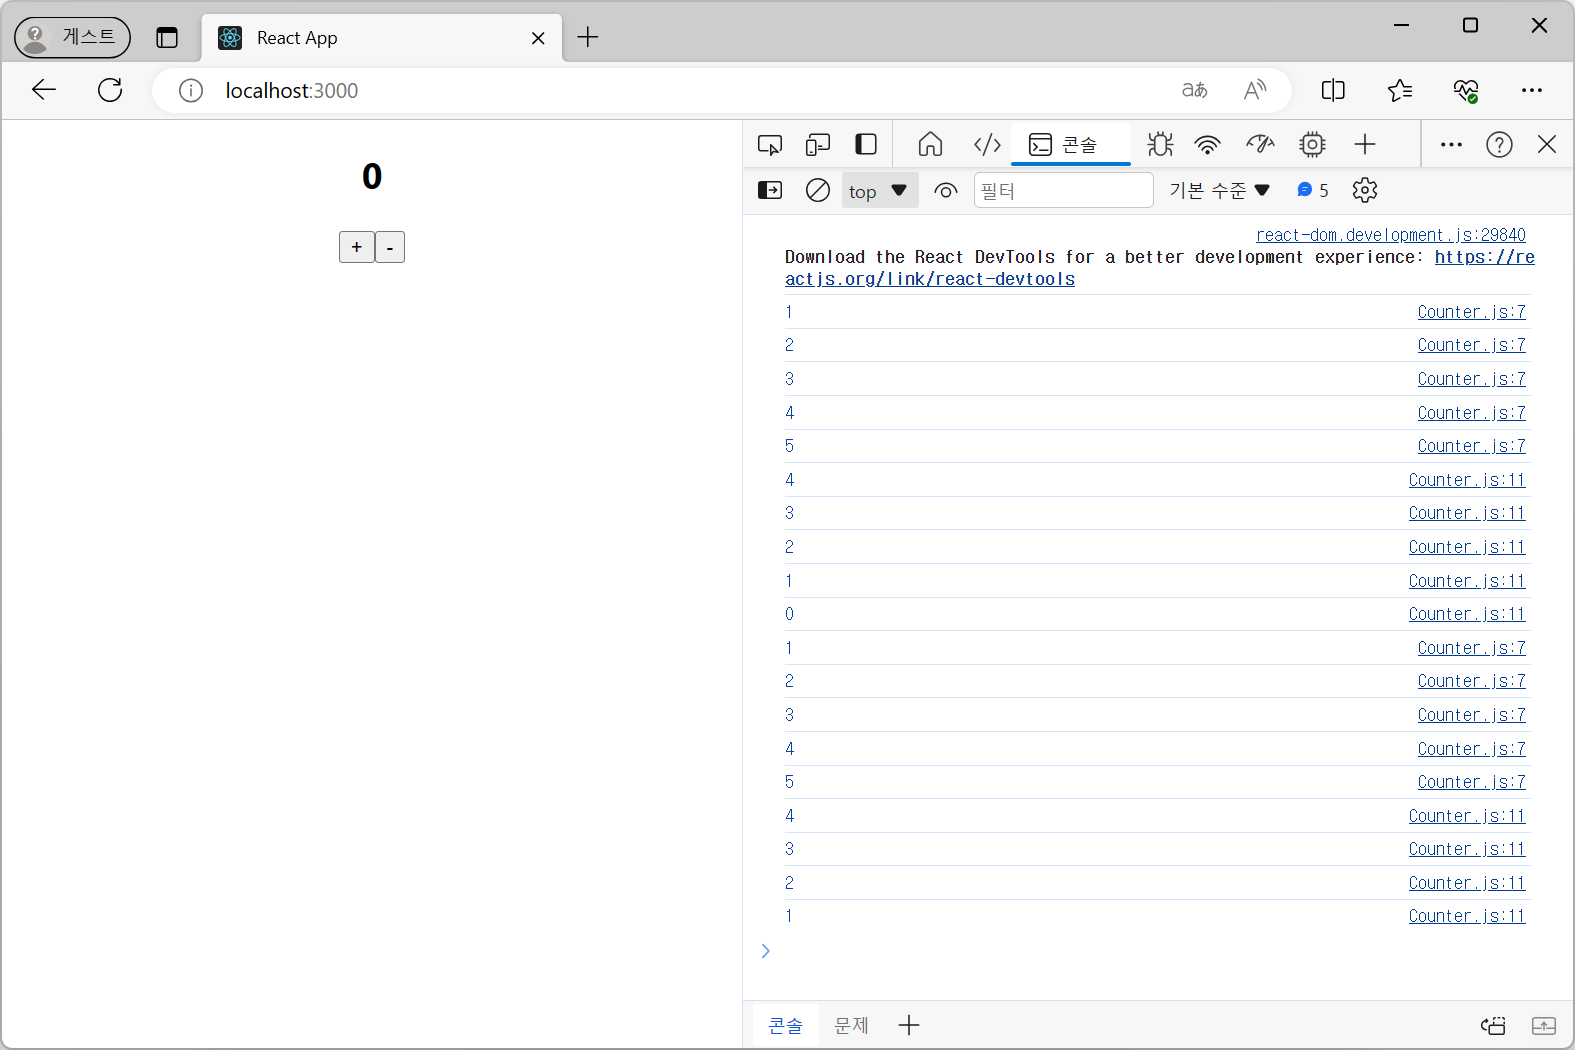 게스트
React App
localhost:3000
aあ
A
콘솔
top
필터
기본 수준
5
0
+
-
react-dom.development.js:29840
Download the React DevTools for a better development experience: https://re
actjs.org/link/react-devtools
1 Counter.js:7
2 Counter.js:7
3 Counter.js:7
4 Counter.js:7
5 Counter.js:7
4 Counter.js:11
3 Counter.js:11
2 Counter.js:11
1 Counter.js:11
0 Counter.js:11
1 Counter.js:7
2 Counter.js:7
3 Counter.js:7
4 Counter.js:7
5 Counter.js:7
4 Counter.js:11
3 Counter.js:11
2 Counter.js:11
1 Counter.js:11
콘솔
문제